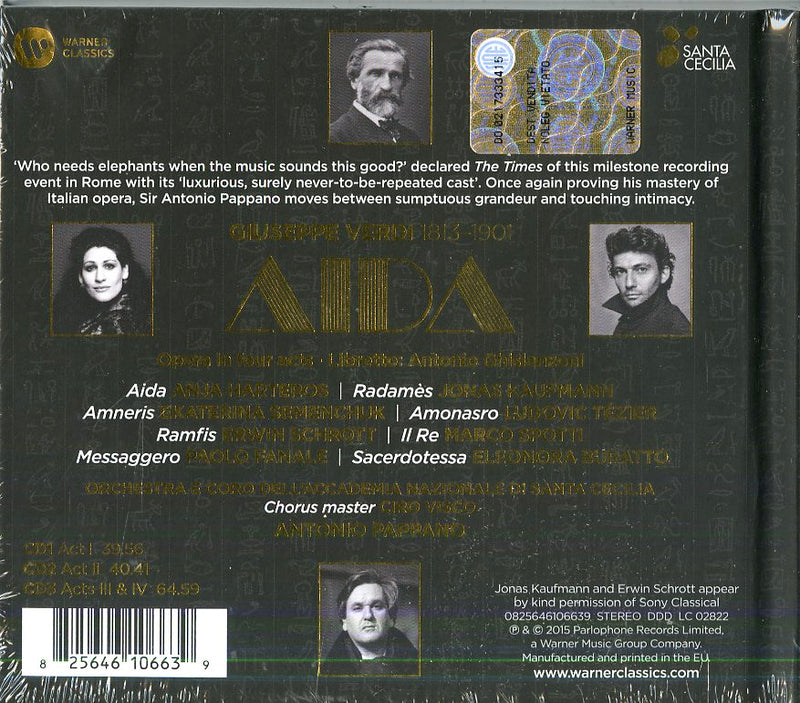 WARNER
CLASSICS
SANTA
CECILIA
DO 0217333415
DEST.VENDITA
NOLEG.VIETATO
WARNER MUSIC
'Who needs elephants when the music sounds this good?' declared The Times of this milestone recording
event in Rome with its 'luxurious, surely never-to-be-repeated cast'. Once again proving his mastery of
Italian opera, Sir Antonio Pappano moves between sumptuous grandeur and touching intimacy.
GIUSEPPE VERDI 1813–1901
AIDA
Opera in four acts · Libretto: Antonio Ghislanzoni
Aida ANJA HARTEROS | Radamès JONAS KAUFMANN
Amneris EKATERINA SEMENCHUK | Amonasro LUDOVIC TÉZIER
Ramfis ERWIN SCHROTT | Il Re MARCO SPOTTI
Messaggero PAOLO FANALE | Sacerdotessa ELEONORA BURATTO
ORCHESTRA E CORO DELL'ACCADEMIA NAZIONALE DI SANTA CECILIA
Chorus master CIRO VISCO
ANTONIO PAPPANO
CD1 Act I 39.56
CD2 Act II 40.41
CD3 Acts III & IV 64.59
Jonas Kaufmann and Erwin Schrott appear
by kind permission of Sony Classical
0825646106639 STEREO DDD LC 02822
℗ & © 2015 Parlophone Records Limited,
a Warner Music Group Company.
Manufactured and printed in the EU
www.warnerclassics.com
8 25646 10663 9